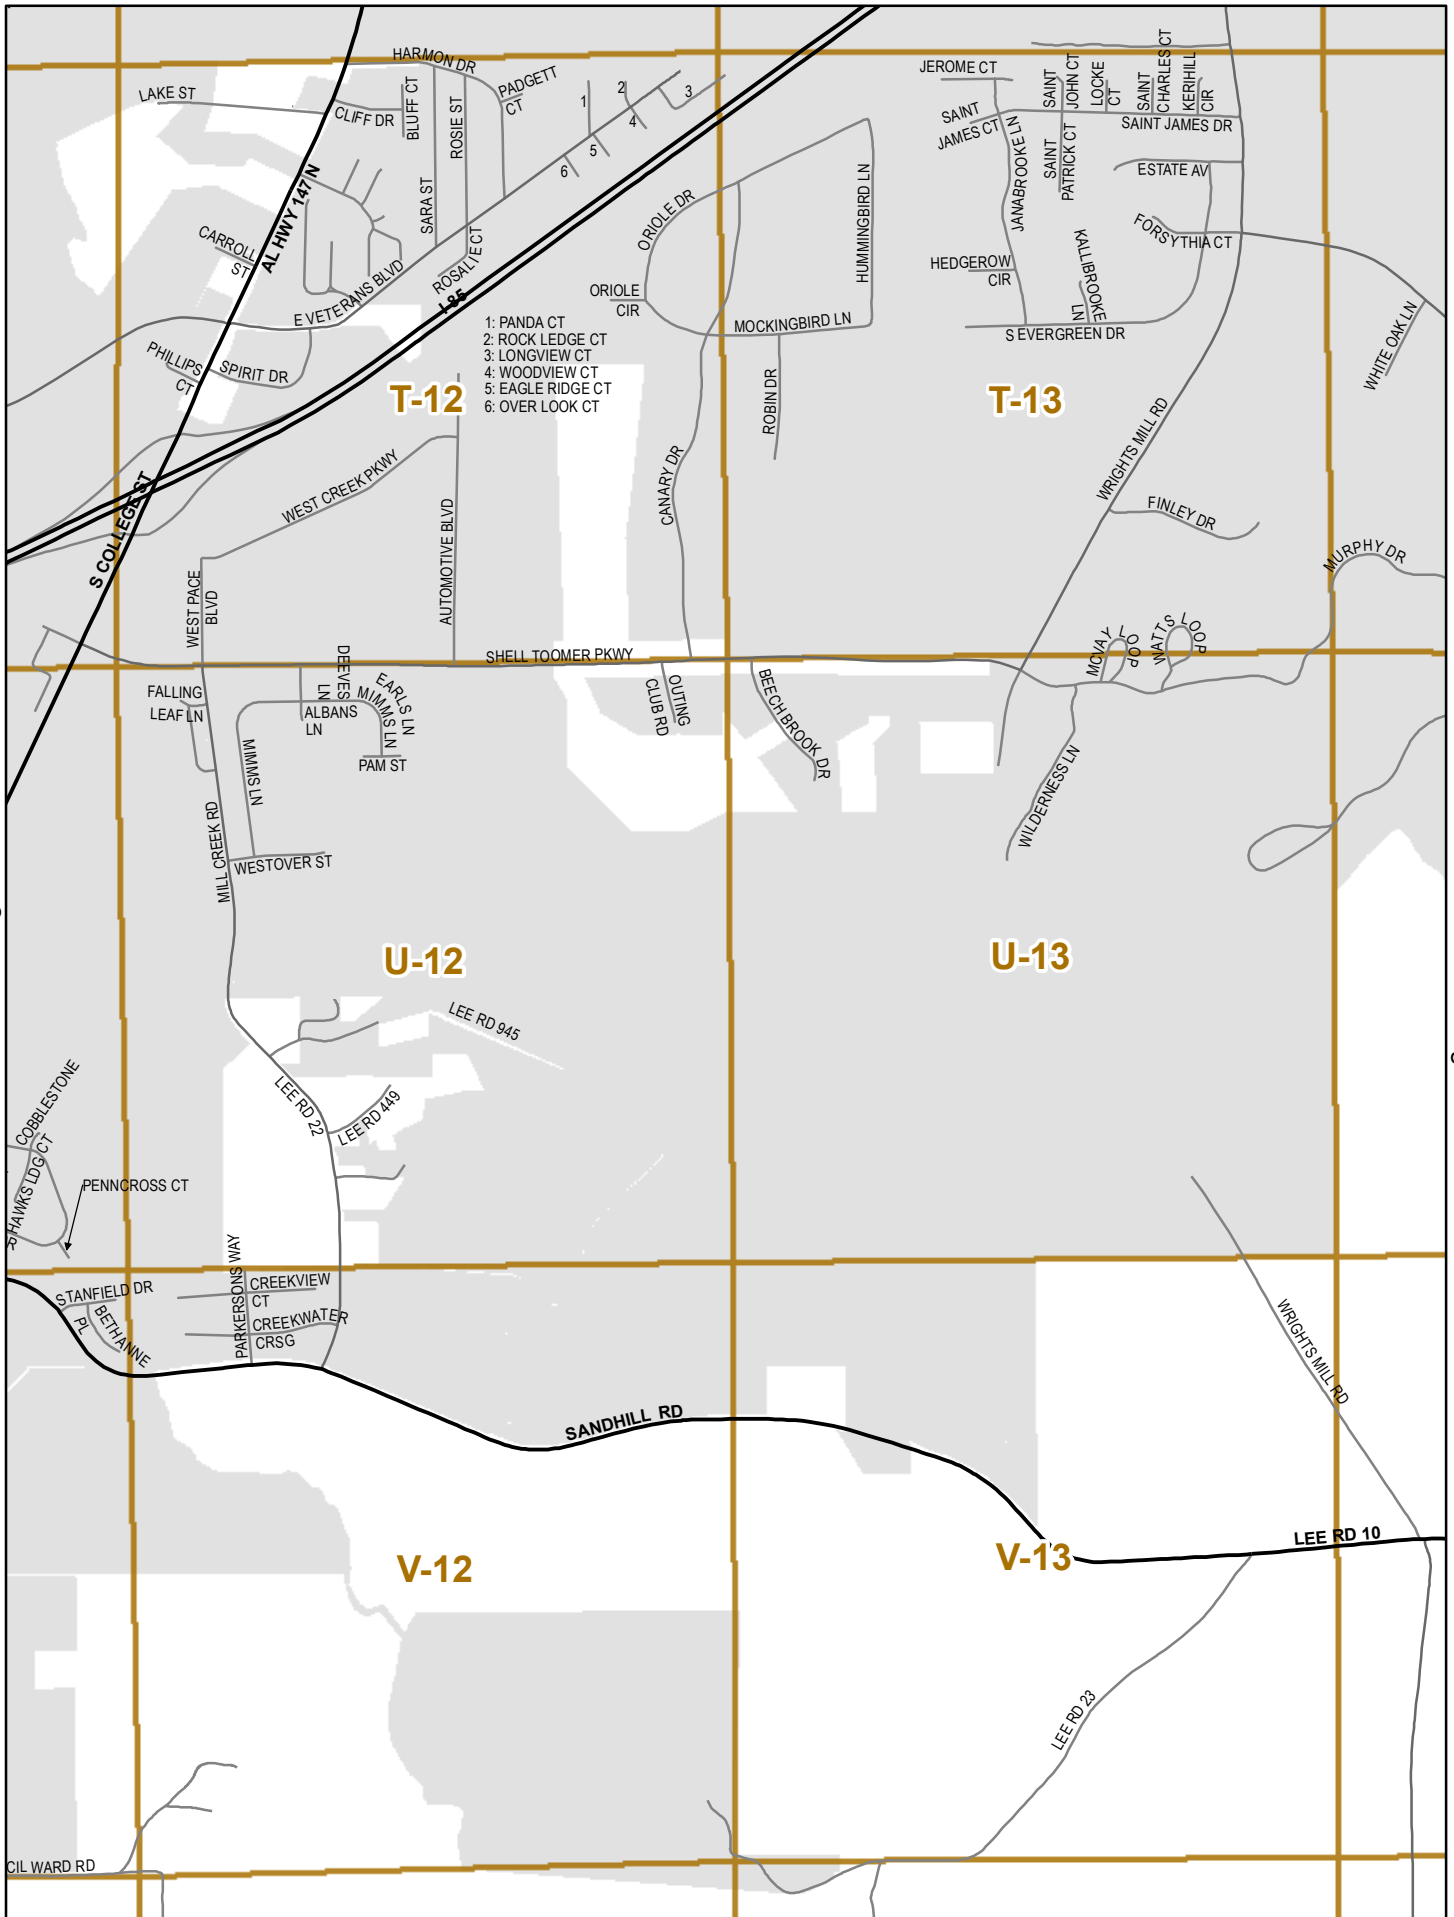 HARMON DR
PADGETT
CT
LAKE ST
CLIFF DR
BLUFF CT
ROSIE ST
SARA ST
1
2
3
4
5
6
JEROME CT
SAINT
JOHN CT
LOCKE
CT
SAINT
CHARLES CT
KERIHILL
CIR
SAINT
JAMES CT
SAINT JAMES DR
JANABROOKE LN
SAINT
PATRICK CT
ESTATE AV
FORSYTHIA CT
AL HWY 147 N
CARROLL
ST
ORIOLE DR
HUMMINGBIRD LN
ROSALIE CT
E VETERANS BLVD
I-85
HEDGEROW
CIR
KALLIBROOKE
LN
ORIOLE
CIR
MOCKINGBIRD LN
S EVERGREEN DR
WHITE OAK LN
1: PANDA CT
2: ROCK LEDGE CT
3: LONGVIEW CT
4: WOODVIEW CT
5: EAGLE RIDGE CT
6: OVER LOOK CT
PHILLIPS
CT
SPIRIT DR
T-12
T-13
ROBIN DR
CANARY DR
WRIGHTS MILL RD
WEST CREEK PKWY
S COLLEGE ST
AUTOMOTIVE BLVD
FINLEY DR
MURPHY DR
WEST PACE
BLVD
SHELL TOOMER PKWY
MCVAY LOOP
WATTS LOOP
FALLING
LEAF LN
DEEVES
LN
ALBANS
LN
EARLS LN
MIMMS LN
PAM ST
MIMMS LN
OUTING
CLUB RD
BEECHBROOK DR
WILDERNESS LN
MILL CREEK RD
WESTOVER ST
U-12
U-13
LEE RD 945
LEE RD 22
LEE RD 449
COBBLESTONE
HAWKS LDG CT
PENNCROSS CT
R
STANFIELD DR
BETHANNE
PL
PARKERSONS WAY
CREEKVIEW
CT
CREEKWATER
CRSG
WRIGHTS MILL RD
SANDHILL RD
LEE RD 10
V-12
V-13
LEE RD 23
CIL WARD RD